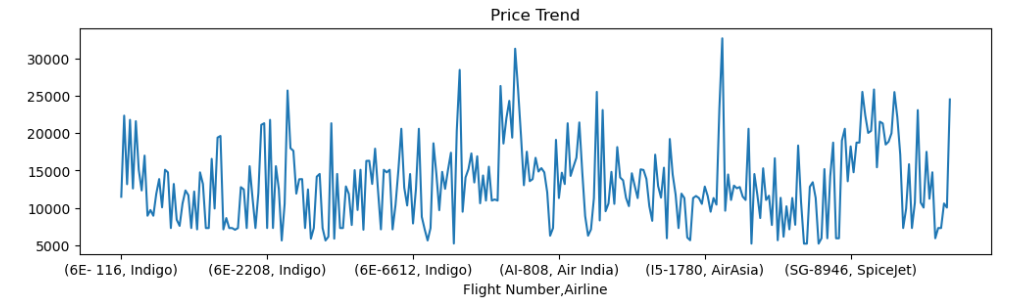 Price Trend
30000
25000
20000
15000
10000
5000
(6E- 116, Indigo) (6E-2208, Indigo) (6E-6612, Indigo) (AI-808, Air India) (I5-1780, AirAsia) (SG-8946, SpiceJet)
Flight Number,Airline